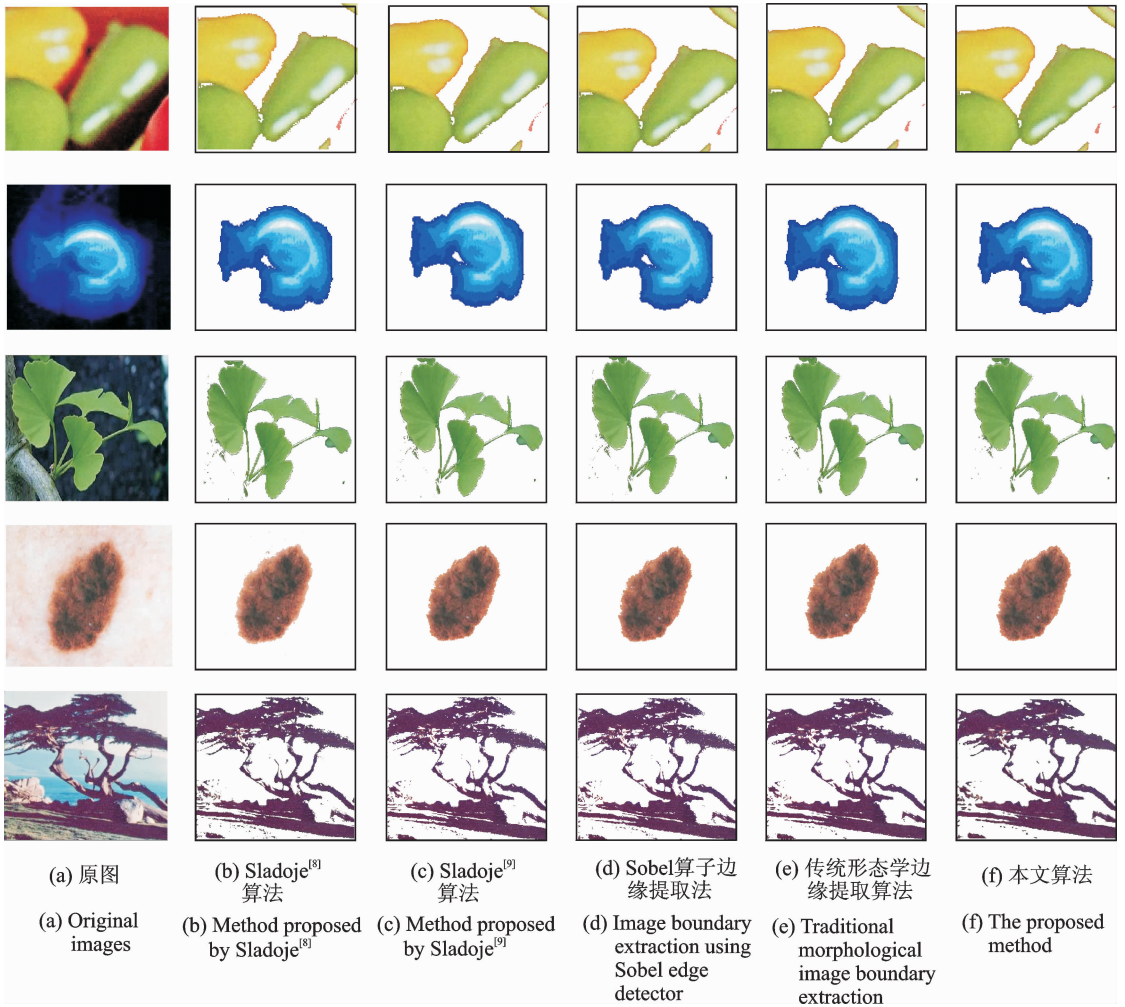 (a) 原图
(b) Sladoje[8]
算法
(c) Sladoje[9]
算法
(d) Sobel算子边
缘提取法
(e) 传统形态学边
缘提取算法
(f) 本文算法
(a) Original
images
(b) Method proposed
by Sladoje[8]
(c) Method proposed
by Sladoje[9]
(d) Image boundary
extraction using
Sobel edge
detector
(e) Traditional
morphological
image boundary
extraction
(f) The proposed
method